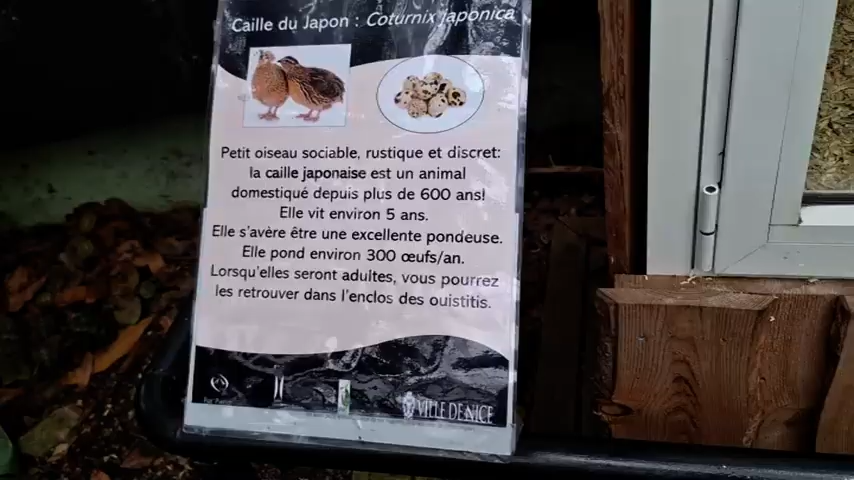 Caille du Japon : Coturnix japonica
Petit oiseau sociable, rustique et discret:
la caille japonaise est un animal
domestiqué depuis plus de 600 ans!
Elle vit environ 5 ans.
Elle s'avère être une excellente pondeuse.
Elle pond environ 300 œufs/an.
Lorsqu'elles seront adultes, vous pourrez
les retrouver dans l'enclos des ouistitis.
VILLE DE NICE